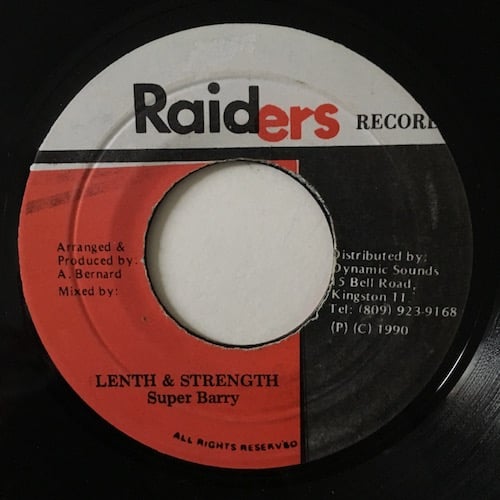 Raiders RECORD
Arranged &
Produced by:
A. Bernard
Mixed by:
Distributed by:
Dynamic Sounds
15 Bell Road,
Kingston 11.
Tel: (809) 923-9168
(P) (C) 1990
LENTH & STRENGTH
Super Barry
ALL RIGHTS RESERVED